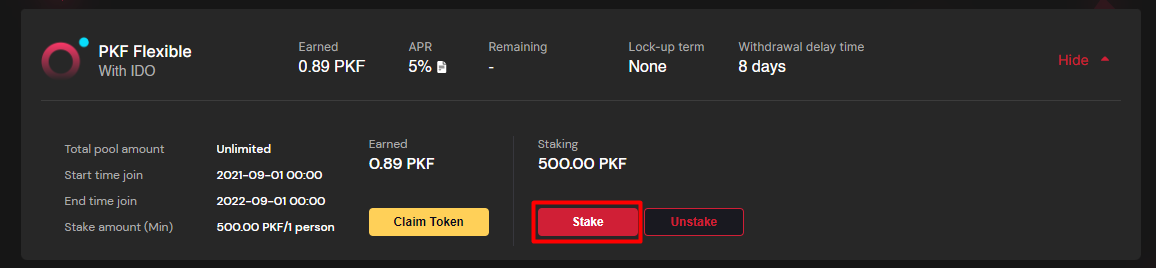 PKF Flexible
With IDO
Earned
0.89 PKF
APR
5%
Remaining
-
Lock-up term
None
Withdrawal delay time
8 days
Hide
Total pool amount Unlimited
Start time join 2021-09-01 00:00
End time join 2022-09-01 00:00
Stake amount (Min) 500.00 PKF/1 person
Earned
0.89 PKF
Claim Token
Staking
500.00 PKF
Stake
Unstake